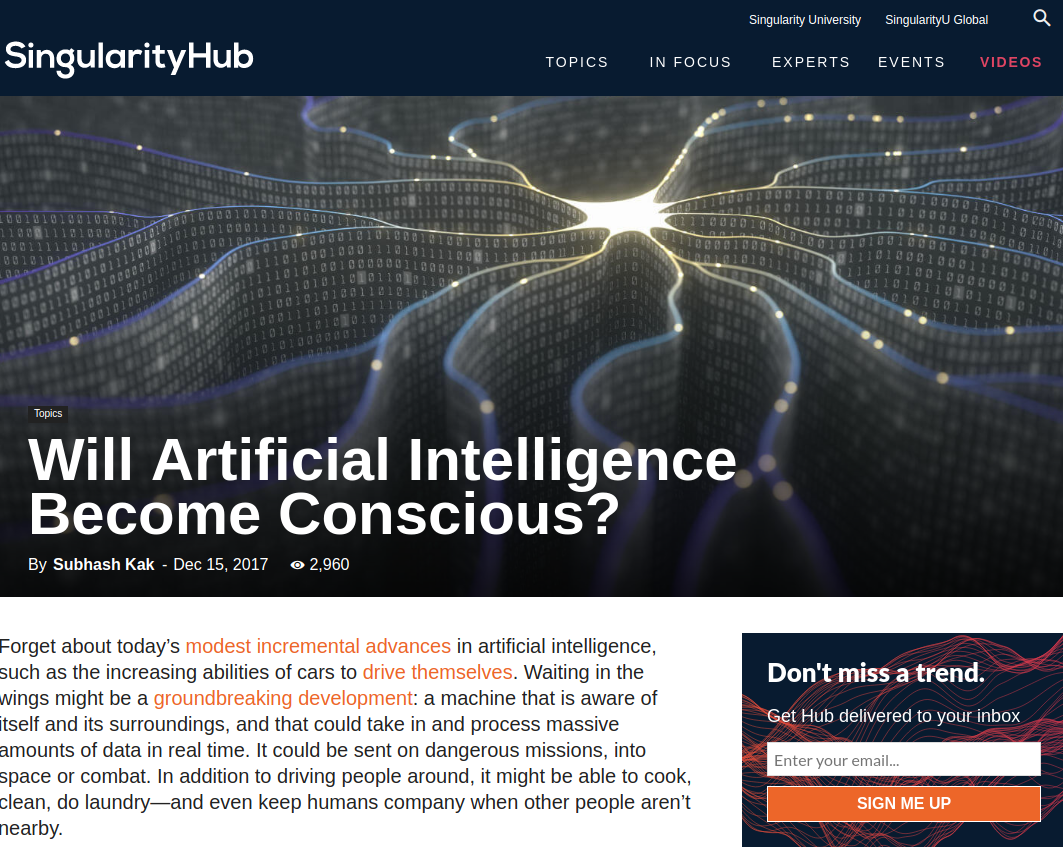 Singularity University SingularityU Global
SingularityHub
TOPICS IN FOCUS EXPERTS EVENTS VIDEOS
Topics
Will Artificial Intelligence
Become Conscious?
By Subhash Kak - Dec 15, 2017 2,960
Forget about today’s modest incremental advances in artificial intelligence,
such as the increasing abilities of cars to drive themselves. Waiting in the
wings might be a groundbreaking development: a machine that is aware of
itself and its surroundings, and that could take in and process massive
amounts of data in real time. It could be sent on dangerous missions, into
space or combat. In addition to driving people around, it might be able to cook,
clean, do laundry—and even keep humans company when other people aren’t
nearby.
Don't miss a trend.
Get Hub delivered to your inbox
Enter your email...
SIGN ME UP